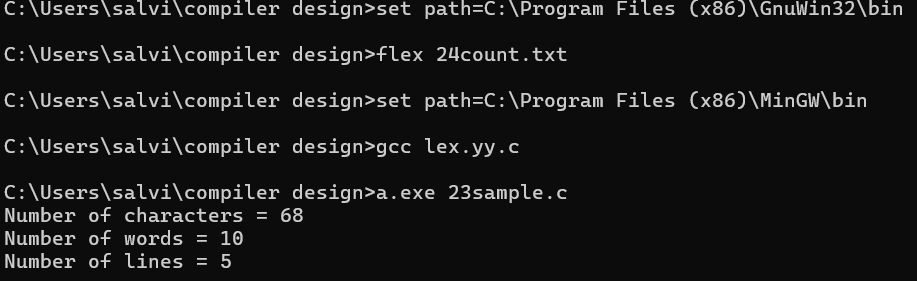 C:\Users\salvi\compiler design>set path=C:\Program Files (x86)\GnuWin32\bin
C:\Users\salvi\compiler design>flex 24count.txt
C:\Users\salvi\compiler design>set path=C:\Program Files (x86)\MinGW\bin
C:\Users\salvi\compiler design>gcc lex.yy.c
C:\Users\salvi\compiler design>a.exe 23sample.c
Number of characters = 68
Number of words = 10
Number of lines = 5